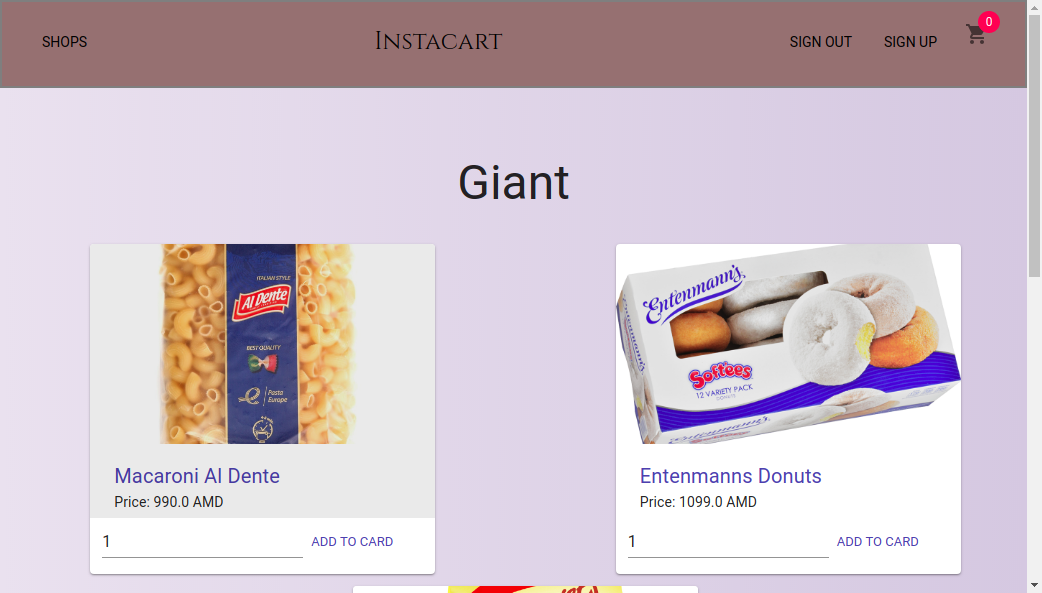 SHOPS
Instacart
SIGN OUT
SIGN UP
0
Giant
ITALIAN STYLE
Al Dente
BEST QUALITY
Pasta
Europe
Macaroni Al Dente
Price: 990.0 AMD
1
ADD TO CARD
Entenmann's
Softees
12 VARIETY PACK
DONUTS
Entenmann's
Entenmanns Donuts
Price: 1099.0 AMD
1
ADD TO CARD